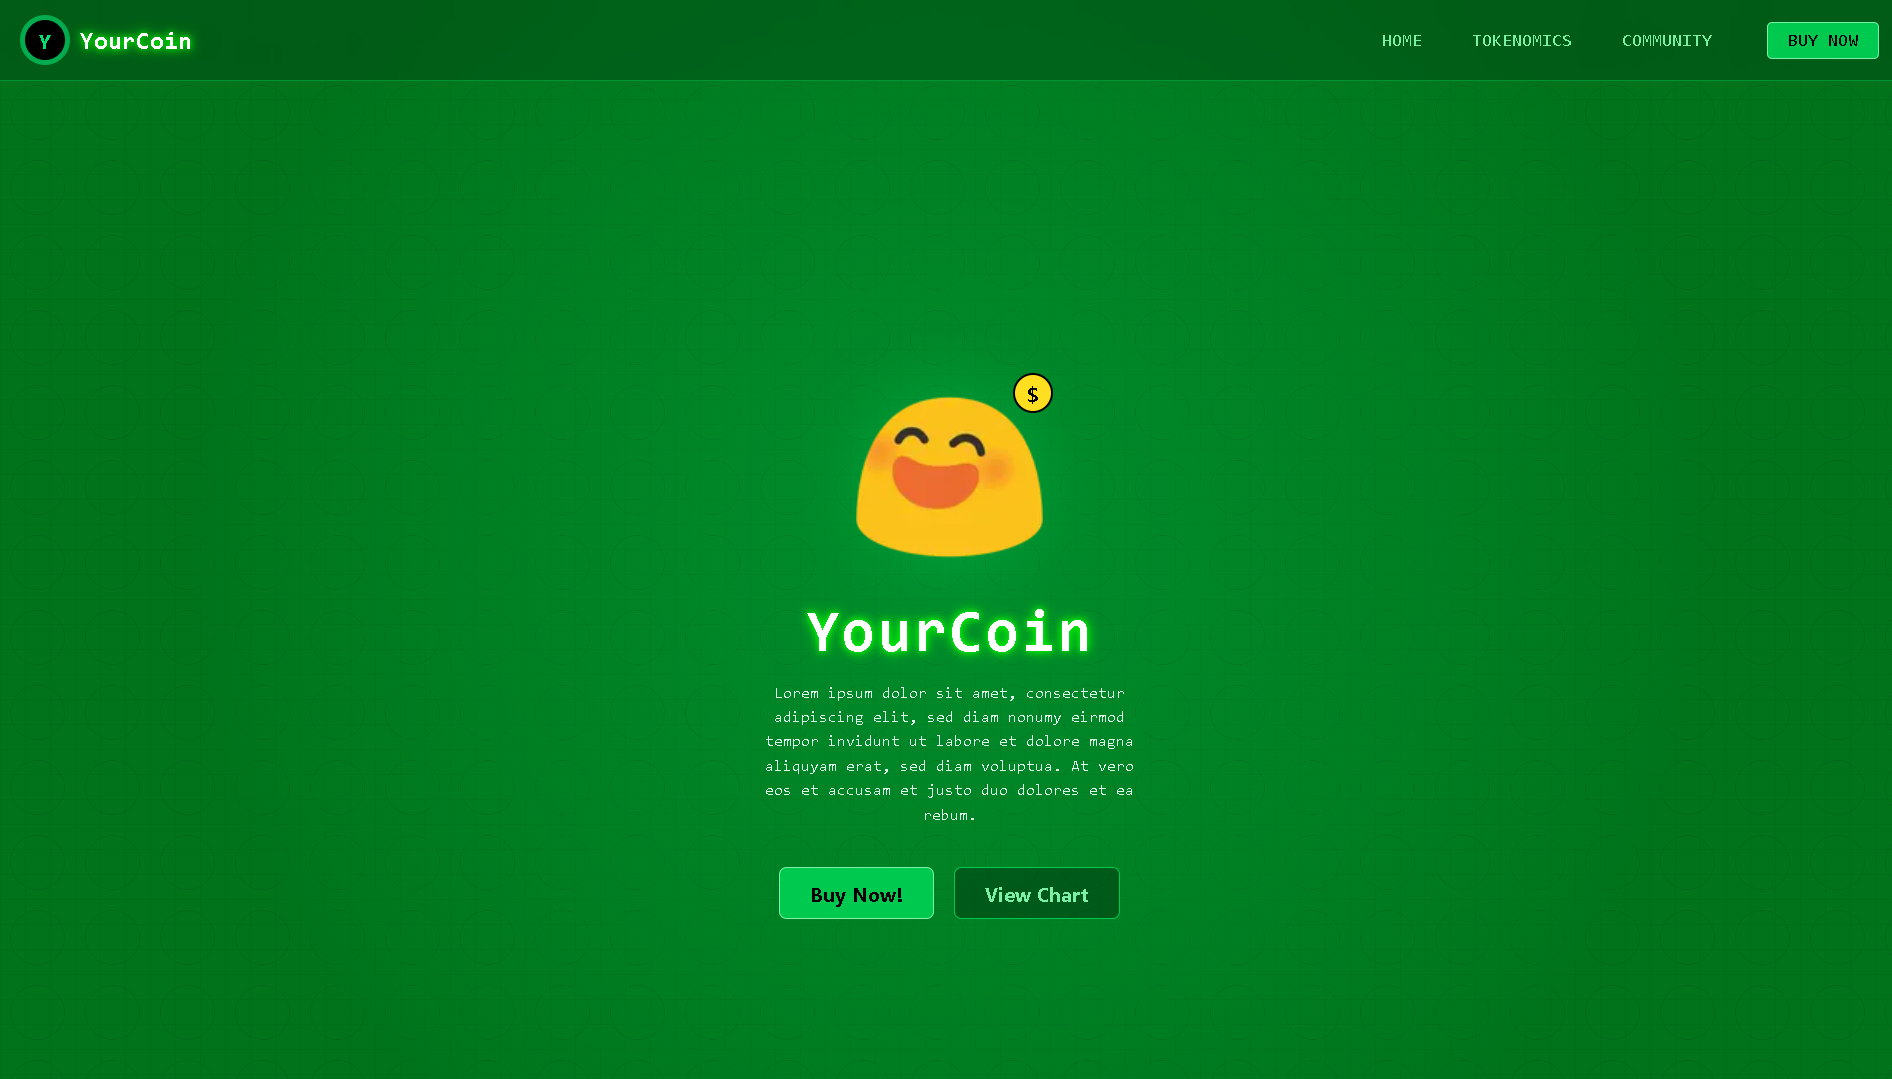 Y YourCoin
HOME TOKENOMICS COMMUNITY BUY NOW
$
YourCoin
Lorem ipsum dolor sit amet, consectetur
adipiscing elit, sed diam nonumy eirmod
tempor invidunt ut labore et dolore magna
aliquyam erat, sed diam voluptua. At vero
eos et accusam et justo duo dolores et ea
rebum.
Buy Now! View Chart